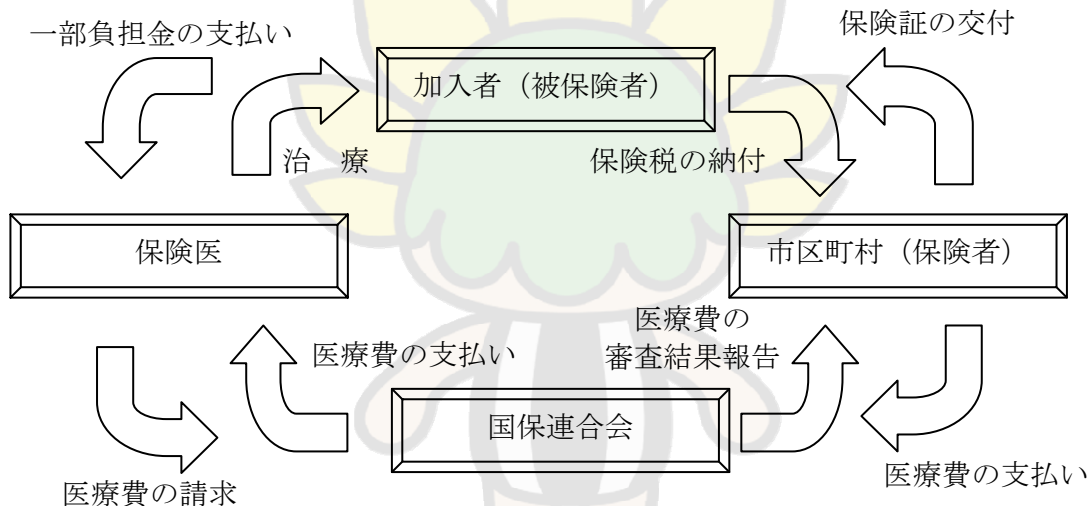 一部負担金の支払い
保険証の交付
加入者（被保険者）
治　療
保険税の納付
保険医
市区町村（保険者）
医療費の
審査結果報告
医療費の支払い
国保連合会
医療費の請求
医療費の支払い